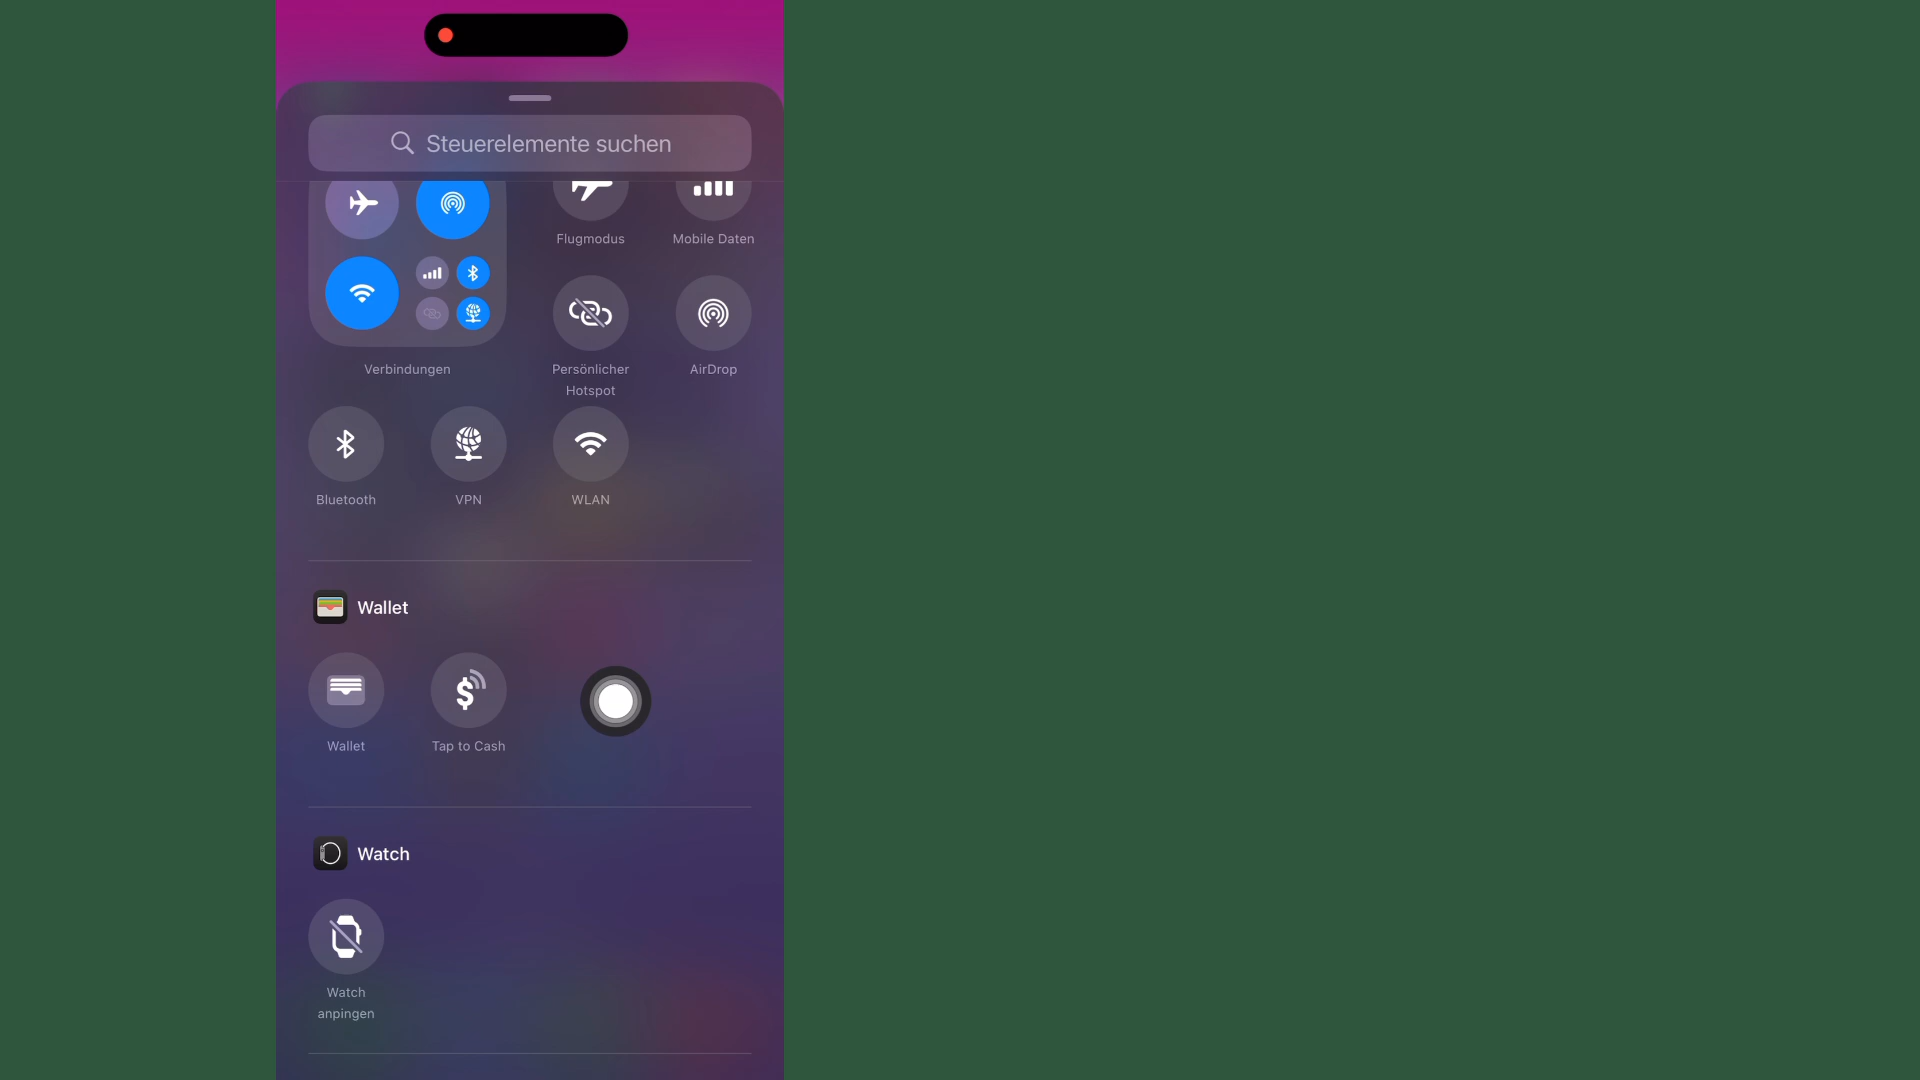 Steuerelemente suchen
Flugmodus
Mobile Daten
Verbindungen
Persönlicher
Hotspot
AirDrop
Bluetooth
VPN
WLAN
Wallet
Wallet
Tap to Cash
Watch
Watch
anpingen